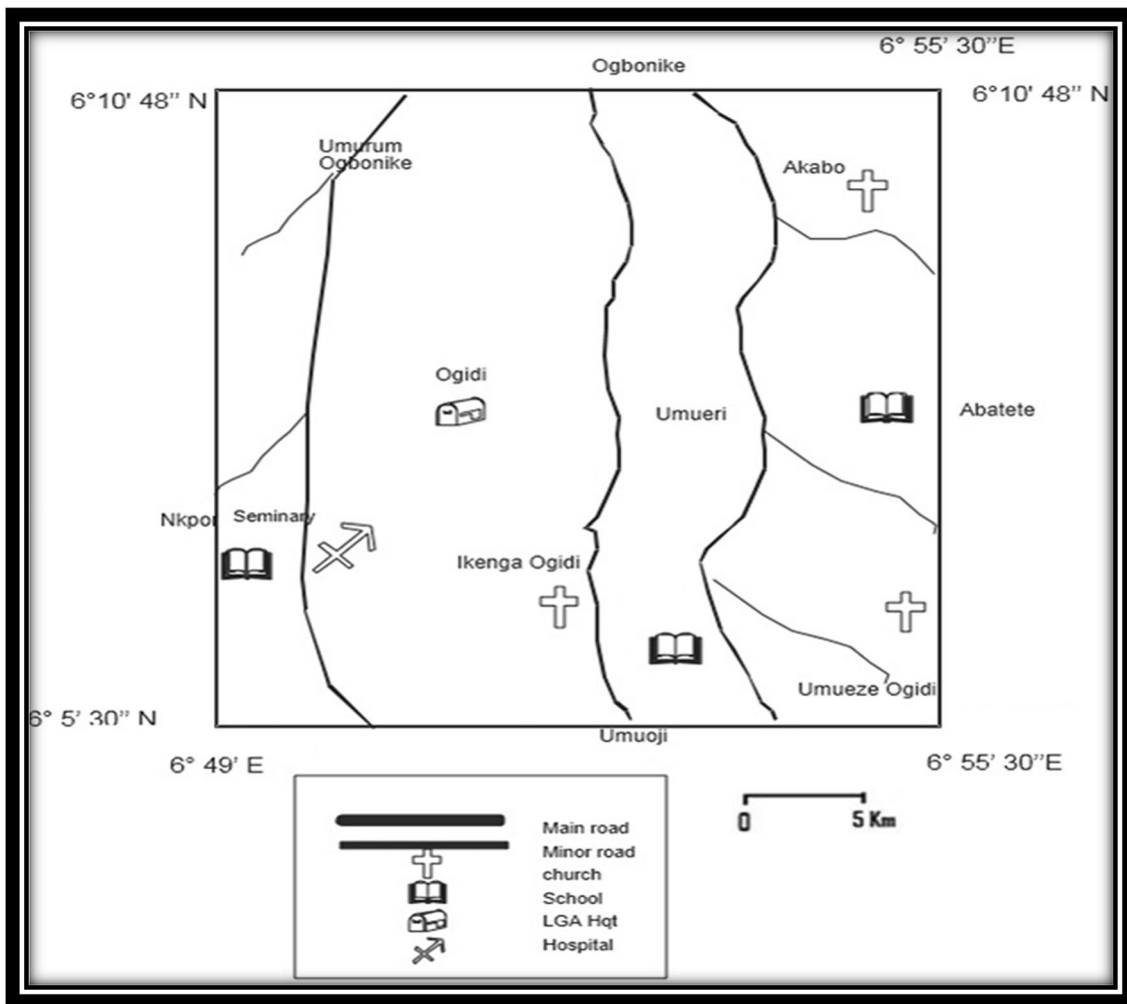 6° 55' 30’’E
Ogbonike
6°10' 48’’ N
6°10' 48’’ N
Umurum
Ogbonike
Akabo
Ogidi
Umueri
Abatete
Nkpor
Seminary
Ikenga Ogidi
Umueze Ogidi
6° 5' 30’’ N
Umuoji
6° 49' E
6° 55' 30’’E
0 5 Km
Main road
Minor road
church
School
LGA Hqt
Hospital